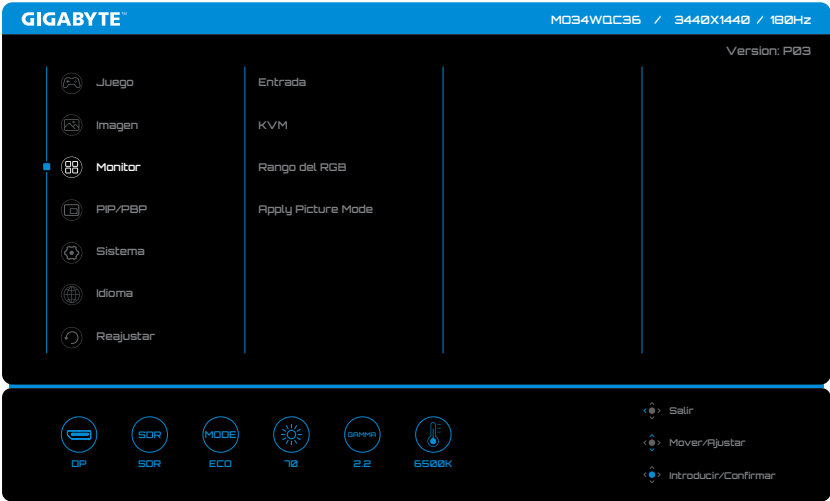 GIGABYTE™
MO34WQC36 / 3440X1440 / 180Hz
Version: P03
Juego
Imagen
Monitor
PIP/PBP
Sistema
Idioma
Reajustar
Entrada
KVM
Rango del RGB
Apply Picture Mode
SDR
MODE
GAMMA
DP
SDR
ECO
70
2.2
6500K
Salir
Mover/Ajustar
Introducir/Confirmar